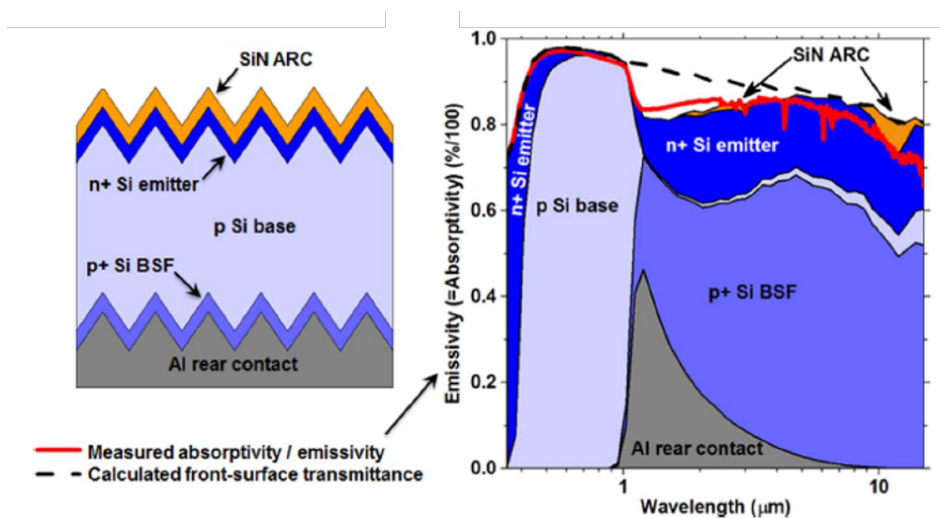 SiN ARC
n+ Si emitter
p Si base
p+ Si BSF
Al rear contact
Measured absorptivity / emissivity
Calculated front-surface transmittance
Emissivity (=Absorptivity) (%/100)
1.0
0.8
0.6
0.4
0.2
0.0
SiN ARC
n+ Si emitter
n+ Si emitter
p Si base
p+ Si BSF
Al rear contact
1
10
Wavelength (μm)